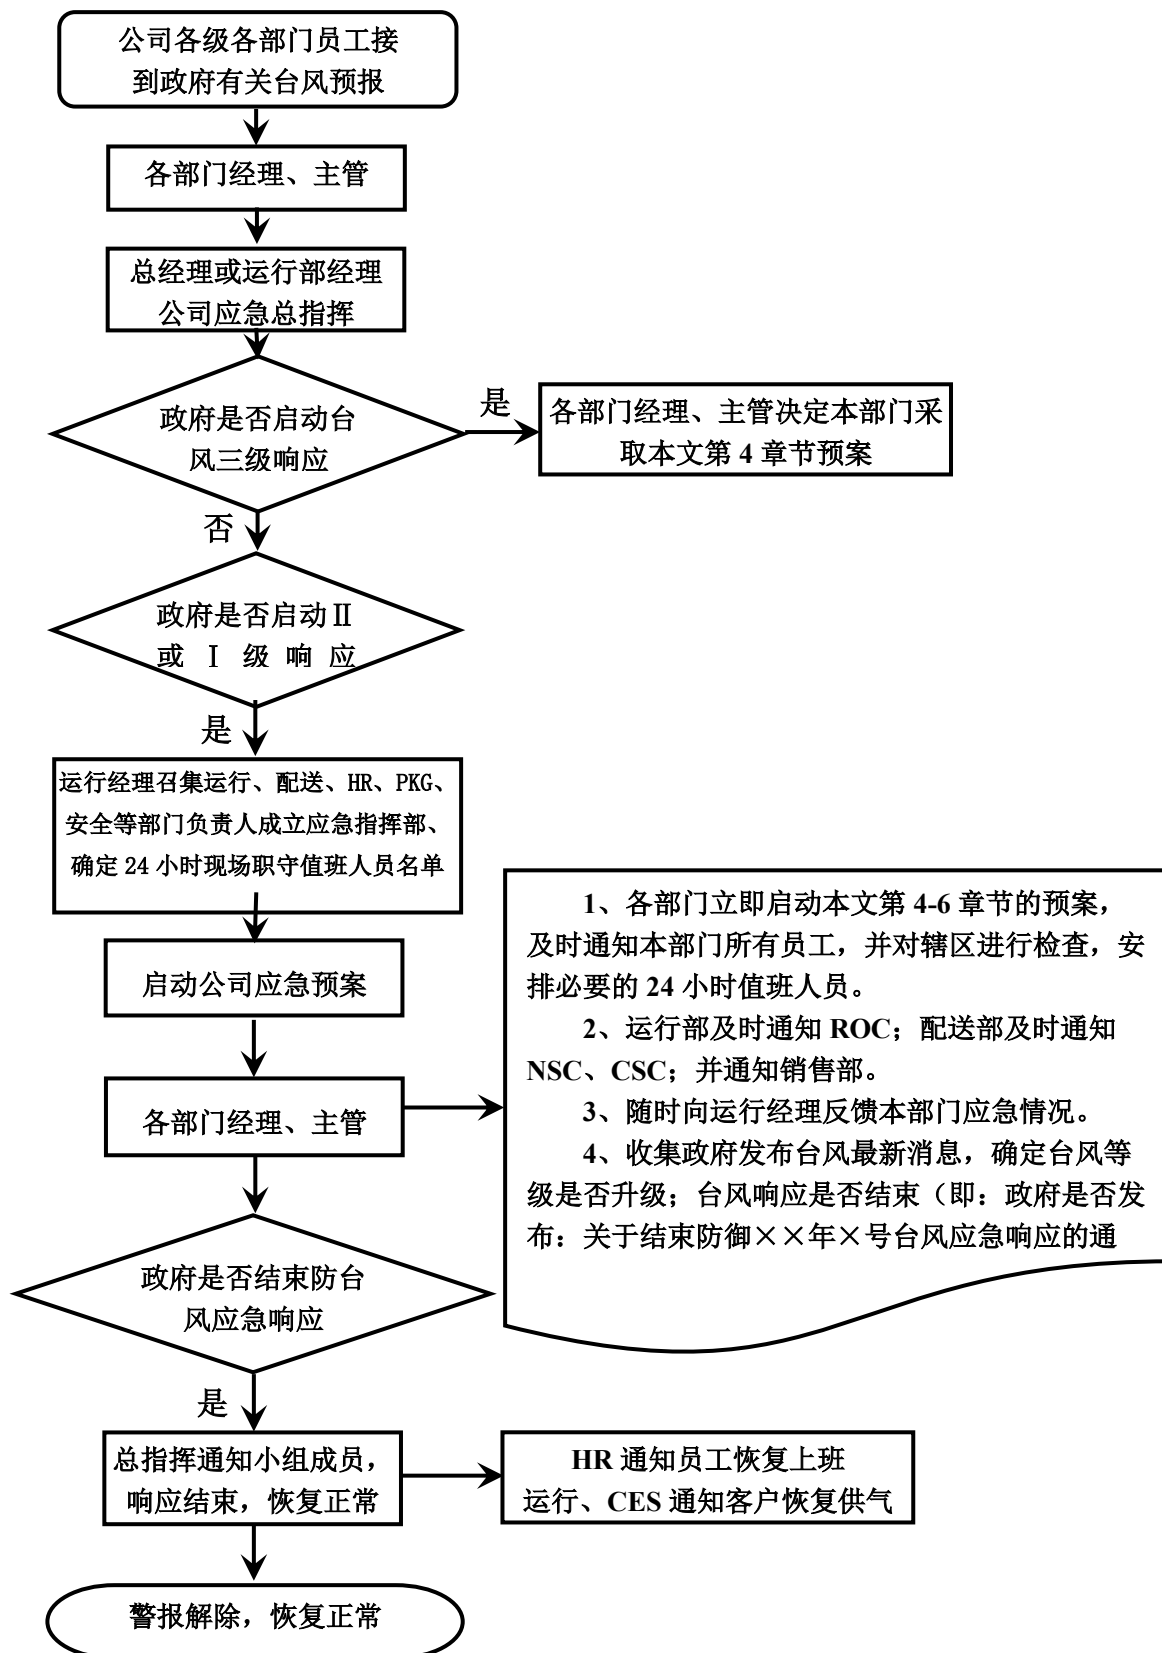 公司各级各部门员工接
到政府有关台风预报
各部门经理、主管
总经理或运行部经理
公司应急总指挥
政府是否启动台
风三级响应
是
各部门经理、主管决定本部门采
取本文第 4 章节预案
否
政府是否启动Ⅱ
或 Ⅰ 级 响 应
是
运行经理召集运行、配送、HR、PKG、
安全等部门负责人成立应急指挥部、
确定 24 小时现场职守值班人员名单
启动公司应急预案
各部门经理、主管
1、各部门立即启动本文第 4-6 章节的预案，
及时通知本部门所有员工，并对辖区进行检查，安
排必要的 24 小时值班人员。
2、运行部及时通知 ROC；配送部及时通知
NSC、CSC；并通知销售部。
3、随时向运行经理反馈本部门应急情况。
4、收集政府发布台风最新消息，确定台风等
级是否升级；台风响应是否结束（即：政府是否发
布：关于结束防御××年×号台风应急响应的通
政府是否结束防台
风应急响应
是
总指挥通知小组成员，
响应结束，恢复正常
HR 通知员工恢复上班
运行、CES 通知客户恢复供气
警报解除，恢复正常